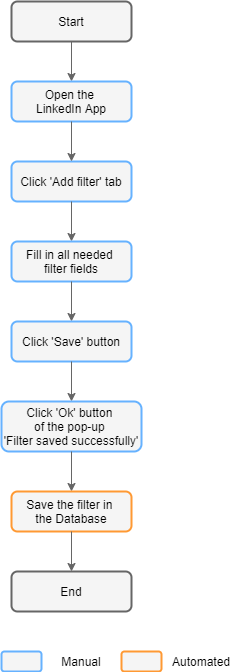 Start
Open the
LinkedIn App
Click 'Add filter' tab
Fill in all needed
filter fields
Click 'Save' button
Click 'Ok' button
of the pop-up
'Filter saved successfully'
Save the filter in
the Database
End
Manual
Automated